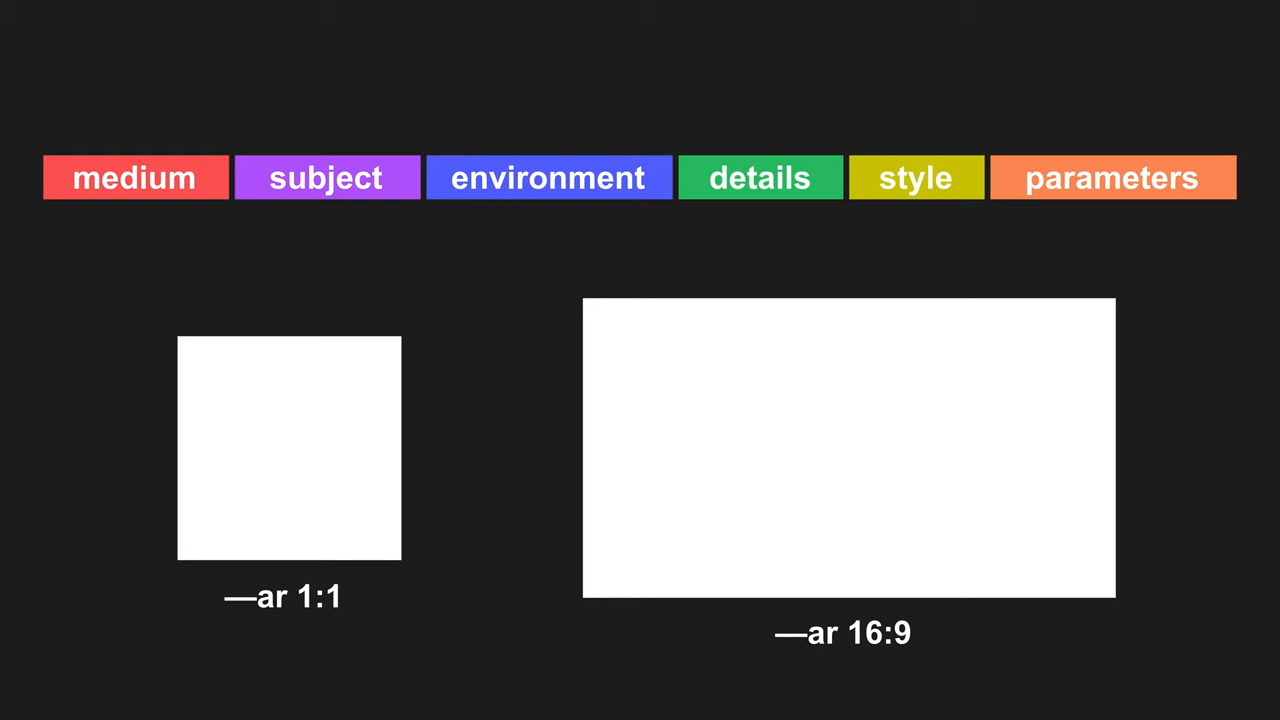 medium subject environment details style parameters
—ar 1:1
—ar 16:9